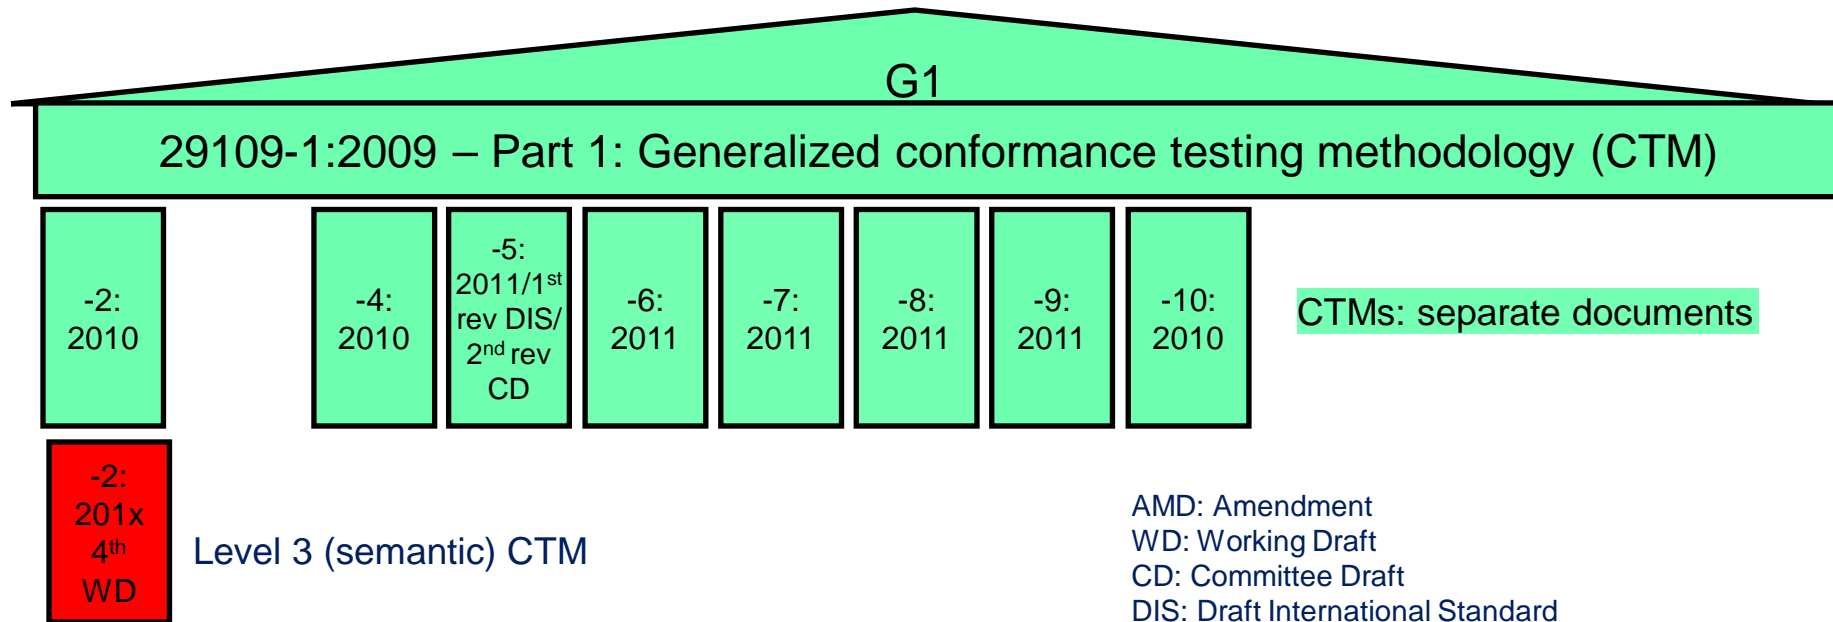 G1
29109-1:2009 – Part 1: Generalized conformance testing methodology (CTM)
-2:
2010
-4:
2010
-5:
2011/1st
rev DIS/
2nd rev
CD
-6:
2011
-7:
2011
-8:
2011
-9:
2011
-10:
2010
CTMs: separate documents
-2:
201x
4th
WD
Level 3 (semantic) CTM
AMD: Amendment
WD: Working Draft
CD: Committee Draft
DIS: Draft International Standard